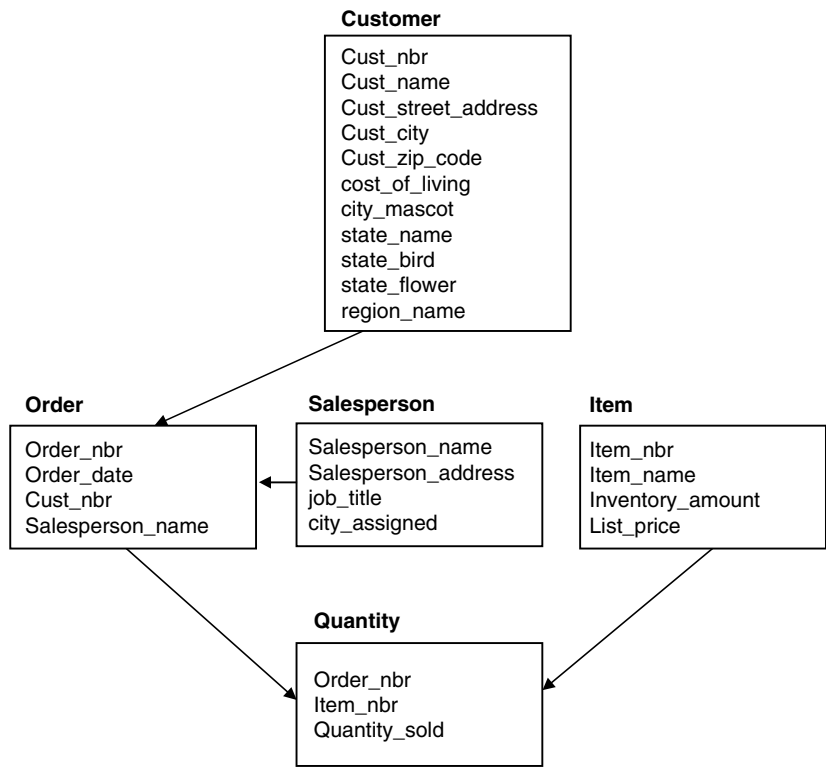 Customer
Cust_nbr
Cust_name
Cust_street_address
Cust_city
Cust_zip_code
cost_of_living
city_mascot
state_name
state_bird
state_flower
region_name
Order
Order_nbr
Order_date
Cust_nbr
Salesperson_name
Salesperson
Salesperson_name
Salesperson_address
job_title
city_assigned
Item
Item_nbr
Item_name
Inventory_amount
List_price
Quantity
Order_nbr
Item_nbr
Quantity_sold